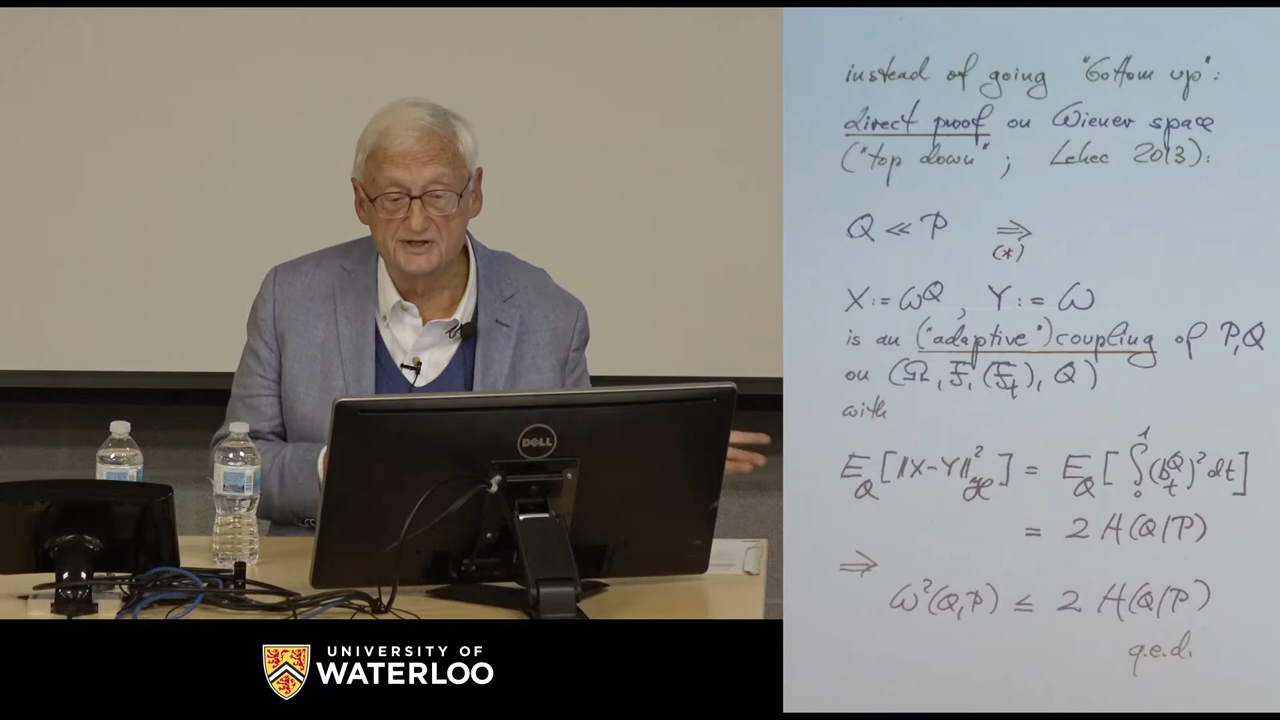 instead of going "bottom up":
direct proof on Wiener space
("top down" ; Lehec 2013):
Q ≪ P ⇒
(*)
X := ω^Q , Y := ω
is an ("adaptive") coupling of P,Q
on (Ω, F, (F_t), Q)
with
E_Q [ ‖X-Y‖²_ℋ ] = E_Q [ ∫₀¹ (b_t^Q)² dt ]
= 2 H(Q|P)
⇒
W²(Q,P) ≤ 2 H(Q|P)
q.e.d.
DELL
UNIVERSITY OF
WATERLOO